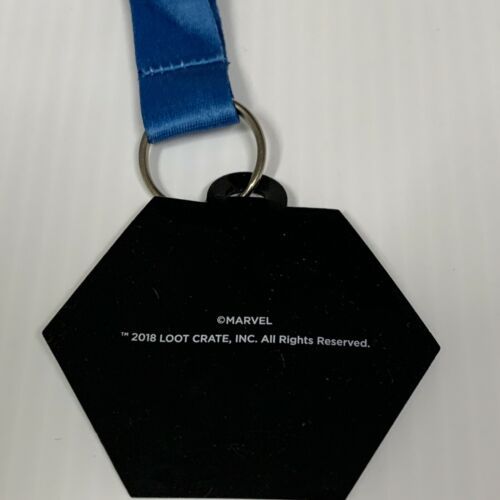 ©MARVEL
™ 2018 LOOT CRATE, INC. All Rights Reserved.